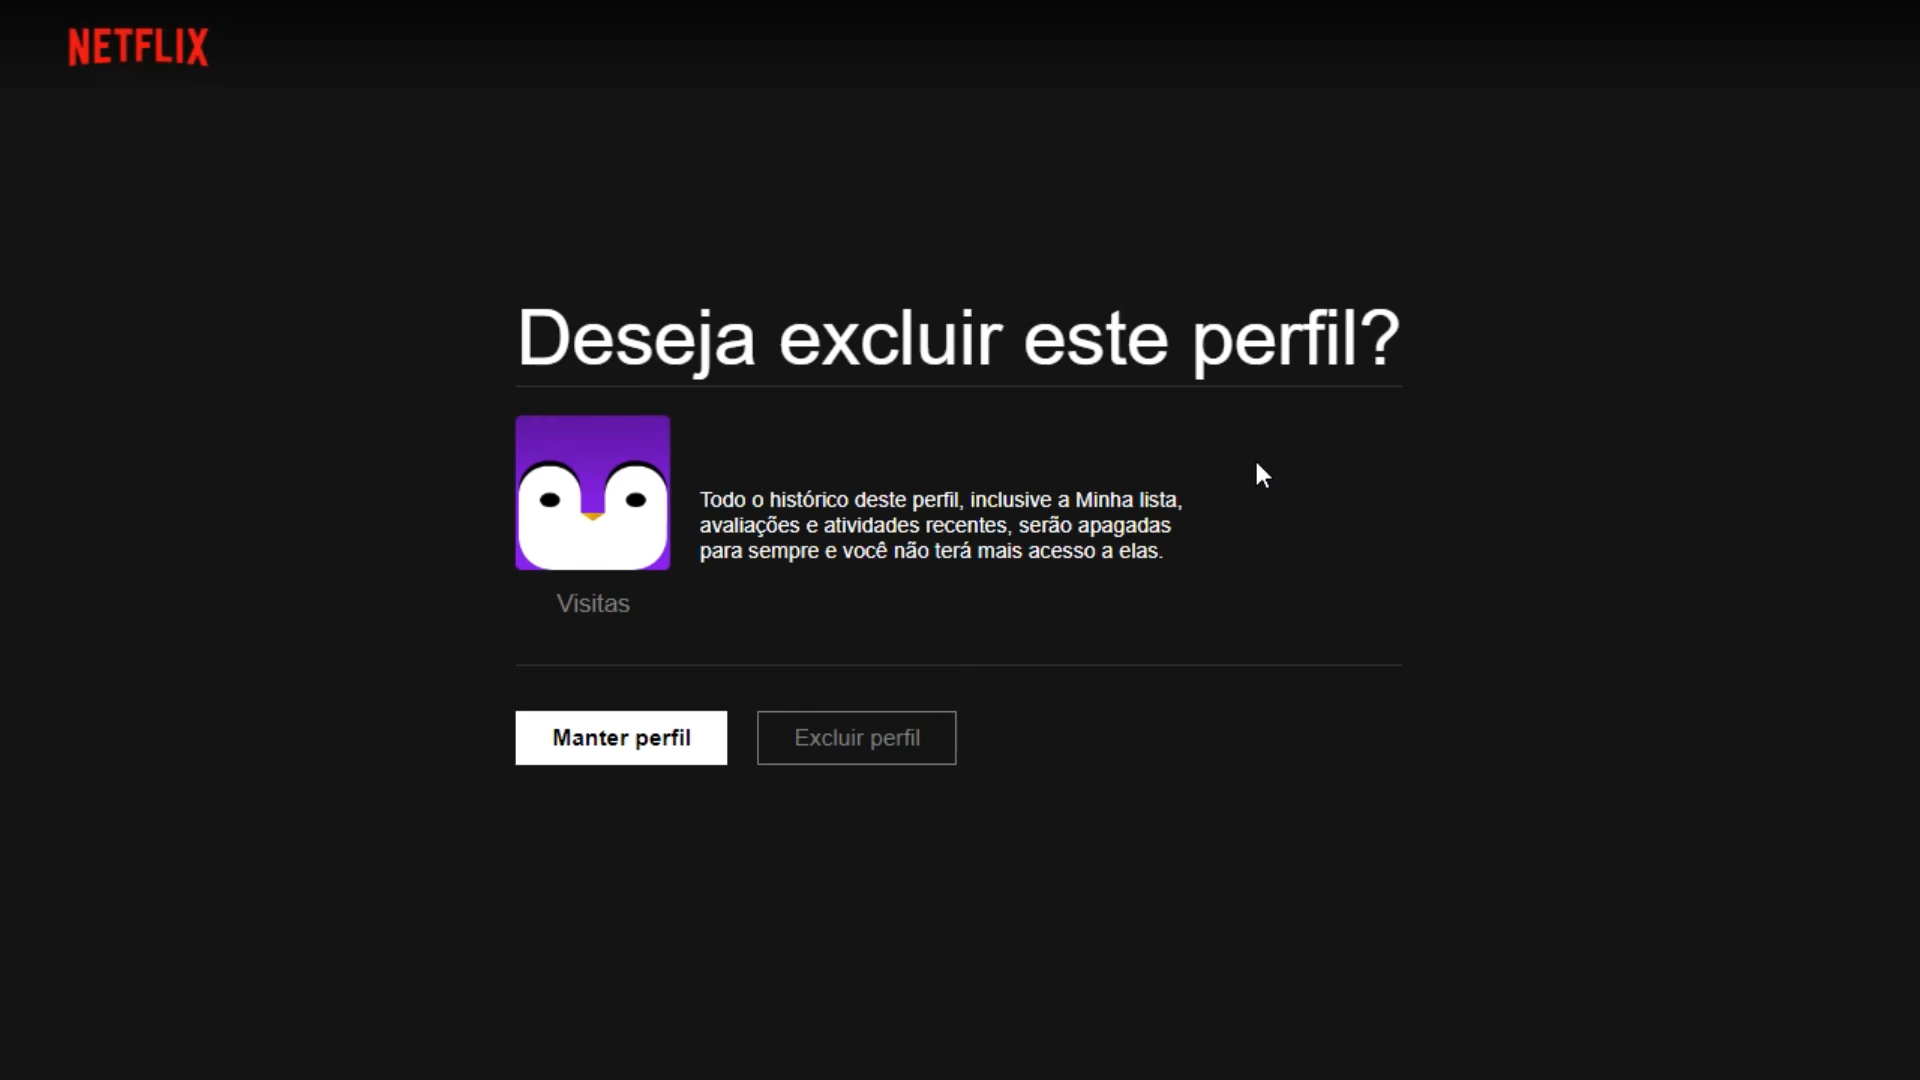 NETFLIX
Deseja excluir este perfil?
Todo o histórico deste perfil, inclusive a Minha lista,
avaliações e atividades recentes, serão apagadas
para sempre e você não terá mais acesso a elas.
Visitas
Manter perfil
Excluir perfil